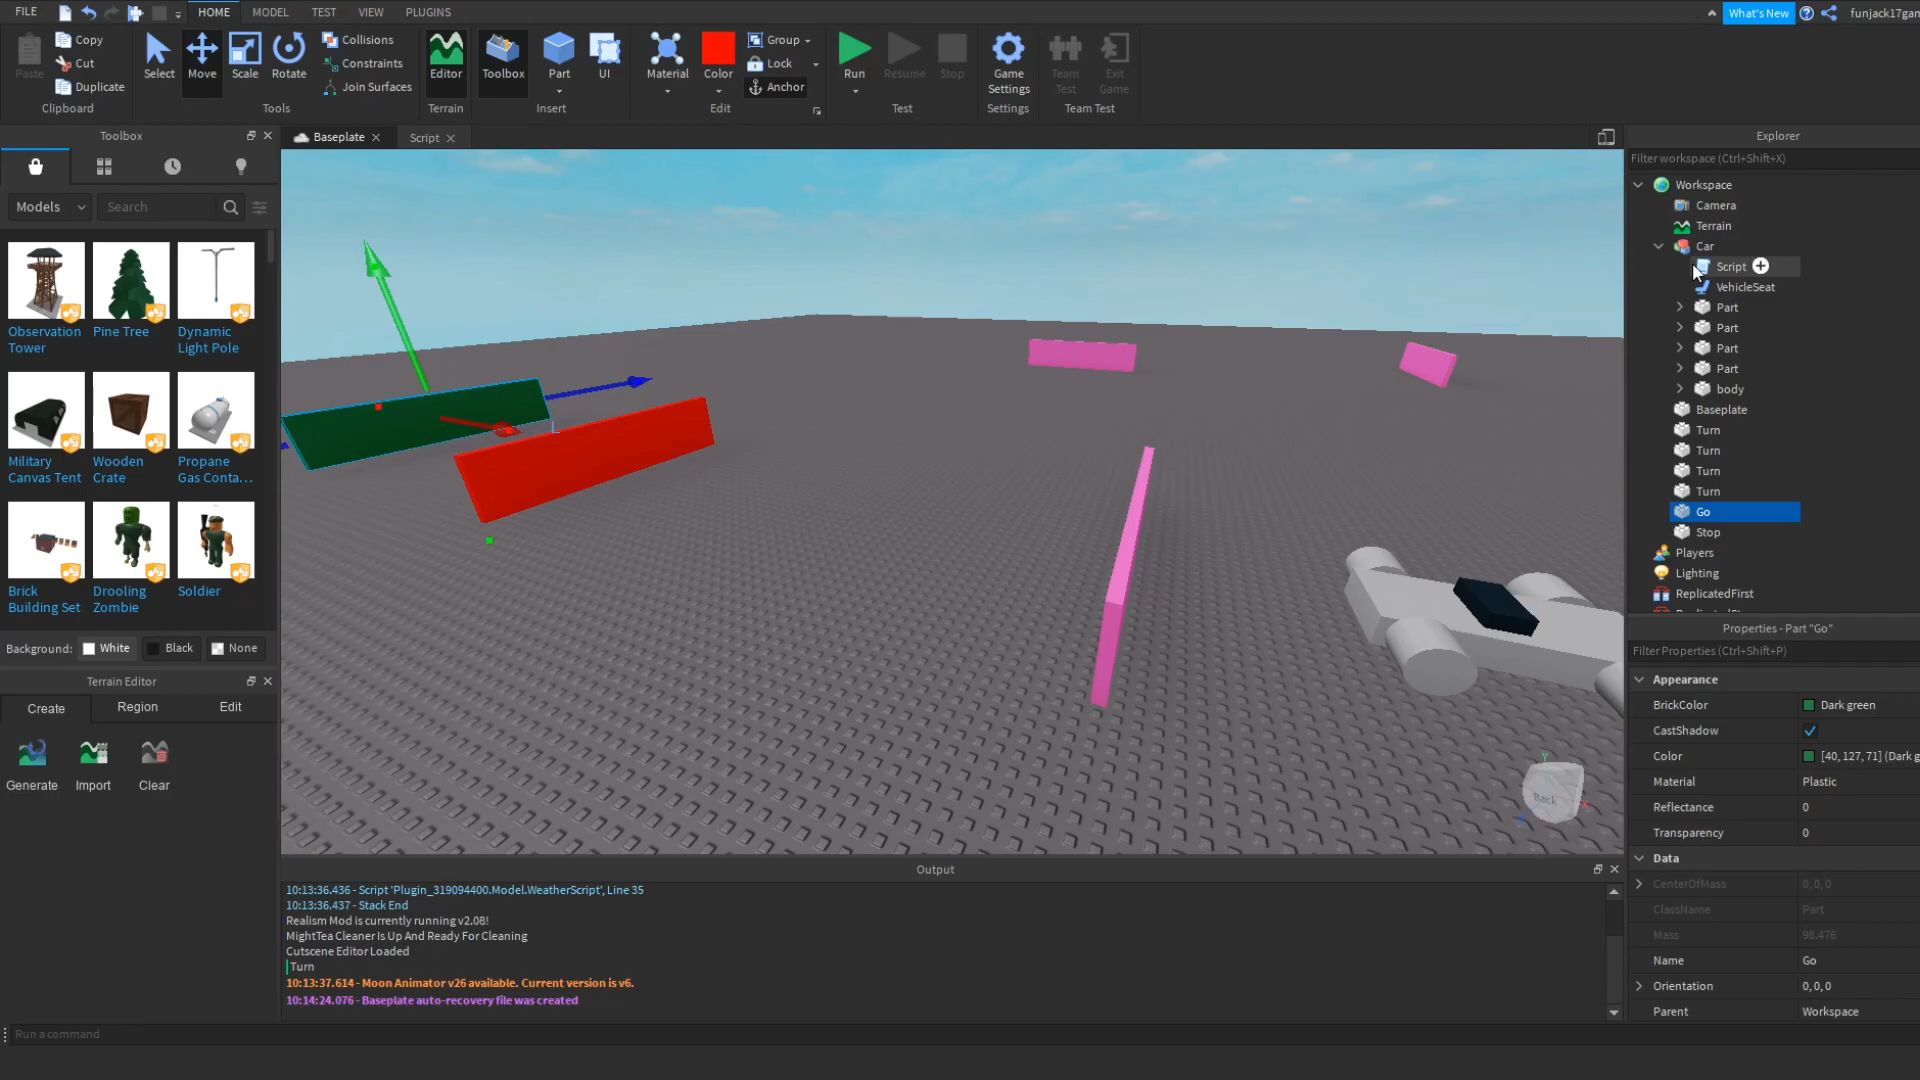 FILE
HOME
MODEL
TEST
VIEW
PLUGINS
What's New
funjack17gam
Paste
Copy
Cut
Duplicate
Clipboard
Select
Move
Scale
Rotate
Collisions
Constraints
Join Surfaces
Tools
Editor
Terrain
Toolbox
Part
UI
Insert
Material
Color
Group
Lock
Anchor
Edit
Run
Resume
Stop
Test
Game Settings
Settings
Team Test
Exit Game
Team Test
Toolbox
Models
Search
Observation Tower
Pine Tree
Dynamic Light Pole
Military Canvas Tent
Wooden Crate
Propane Gas Conta...
Brick Building Set
Drooling Zombie
Soldier
Background:
White
Black
None
Terrain Editor
Create
Region
Edit
Generate
Import
Clear
Baseplate
Script
Back
Y
Output
10:13:36.436 - Script 'Plugin_319094400.Model.WeatherScript', Line 35
10:13:36.437 - Stack End
Realism Mod is currently running v2.08!
MightTea Cleaner Is Up And Ready For Cleaning
Cutscene Editor Loaded
Turn
10:13:37.614 - Moon Animator v26 available. Current version is v6.
10:14:24.076 - Baseplate auto-recovery file was created
Run a command
Explorer
Filter workspace (Ctrl+Shift+X)
Workspace
Camera
Terrain
Car
Script
VehicleSeat
Part
Part
Part
Part
body
Baseplate
Turn
Turn
Turn
Turn
Go
Stop
Players
Lighting
ReplicatedFirst
Properties - Part "Go"
Filter Properties (Ctrl+Shift+P)
Appearance
BrickColor Dark green
CastShadow
Color [40, 127, 71] (Dark g
Material Plastic
Reflectance 0
Transparency 0
Data
CenterOfMass 0, 0, 0
ClassName Part
Mass 98.476
Name Go
Orientation 0, 0, 0
Parent Workspace